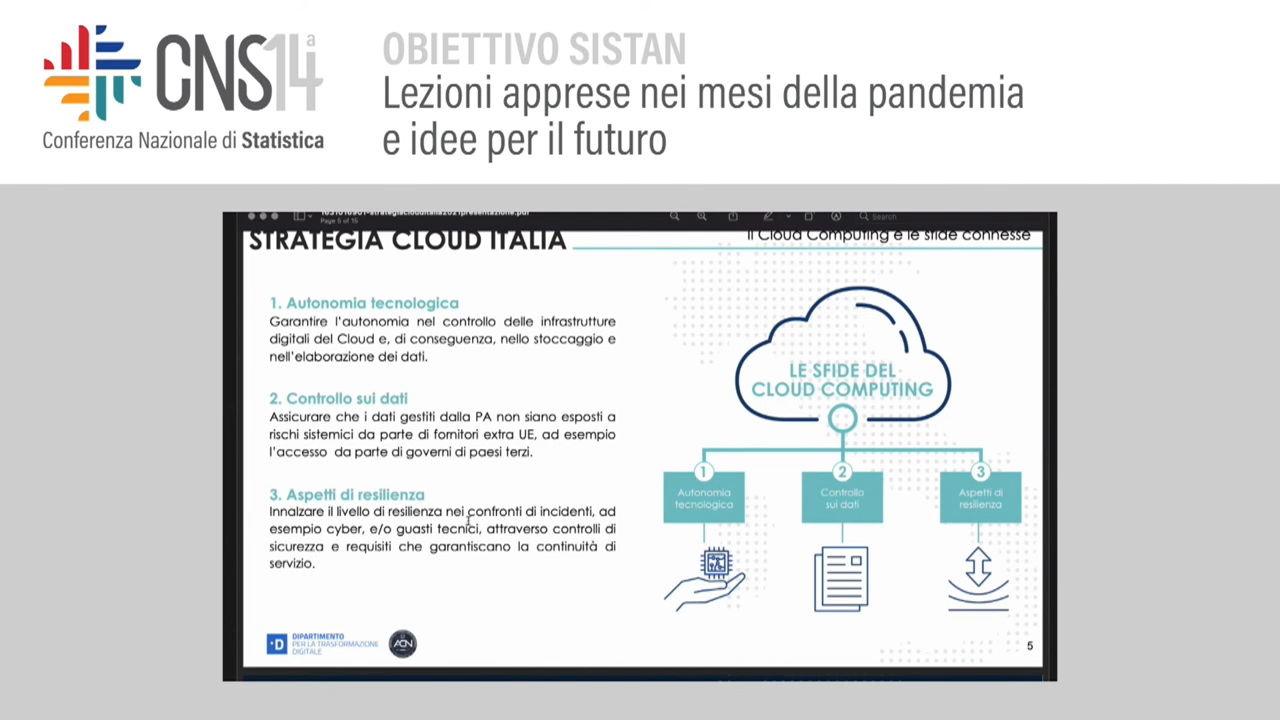 CNS14a
Conferenza Nazionale di Statistica
OBIETTIVO SISTAN
Lezioni apprese nei mesi della pandemia
e idee per il futuro
Page 5 of 15
Search
STRATEGIA CLOUD ITALIA
Il Cloud Computing e le sfide connesse
1. Autonomia tecnologica
Garantire l'autonomia nel controllo delle infrastrutture
digitali del Cloud e, di conseguenza, nello stoccaggio e
nell'elaborazione dei dati.
2. Controllo sui dati
Assicurare che i dati gestiti dalla PA non siano esposti a
rischi sistemici da parte di fornitori extra UE, ad esempio
l'accesso da parte di governi di paesi terzi.
3. Aspetti di resilienza
Innalzare il livello di resilienza nei confronti di incidenti, ad
esempio cyber, e/o guasti tecnici, attraverso controlli di
sicurezza e requisiti che garantiscano la continuità di
servizio.
LE SFIDE DEL
CLOUD COMPUTING
1
Autonomia
tecnologica
2
Controllo
sui dati
3
Aspetti di
resilienza
DIPARTIMENTO
PER LA TRASFORMAZIONE
DIGITALE
ACN
5